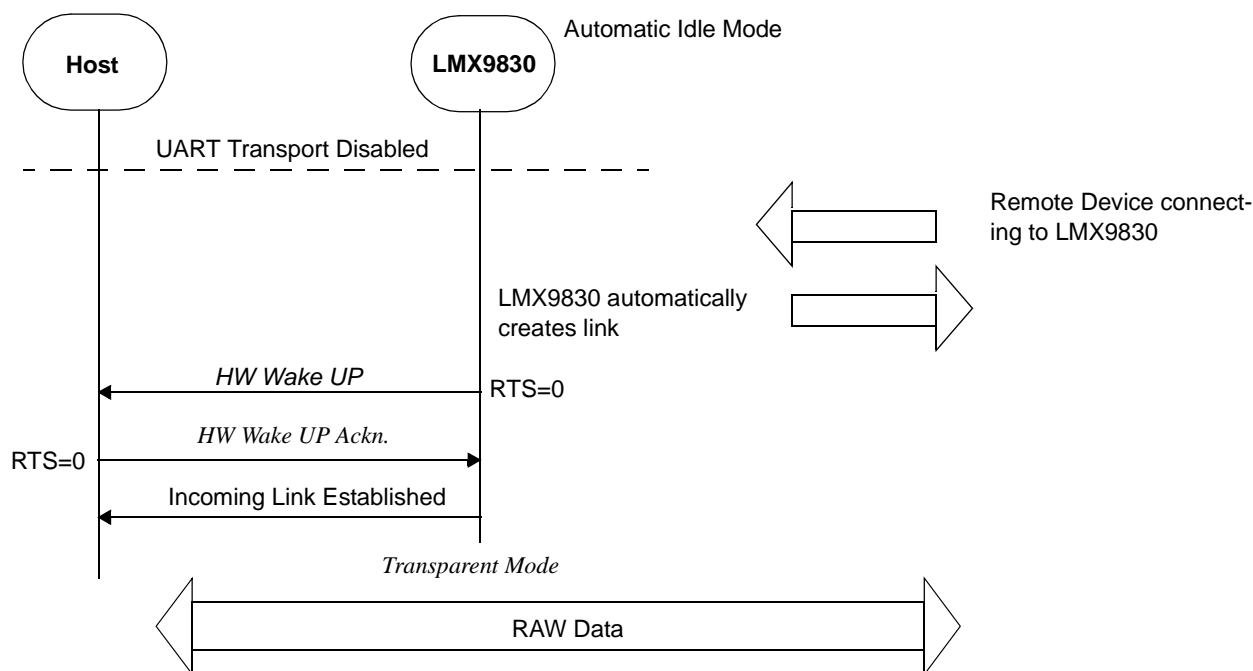 Automatic Idle Mode
Host
LMX9830
UART Transport Disabled
Remote Device connect-
ing to LMX9830
LMX9830 automatically
creates link
HW Wake UP
RTS=0
HW Wake UP Ackn.
RTS=0
Incoming Link Established
Transparent Mode
RAW Data